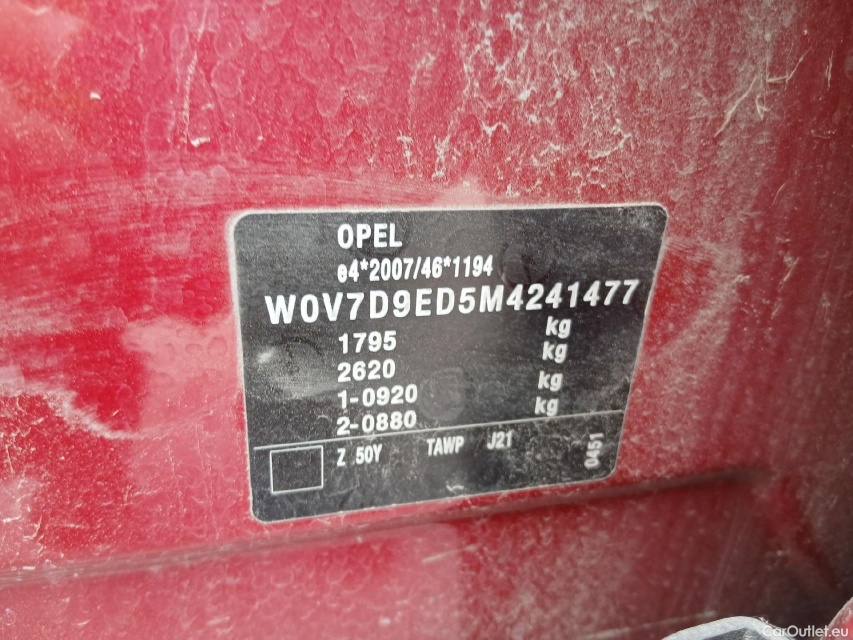 OPEL
e4*2007/46*1194
W0V7D9ED5M4241477
1795 kg
2620 kg
1-0920 kg
2-0880 kg
Z 50Y TAWP J21 0451
CarOutlet.eu